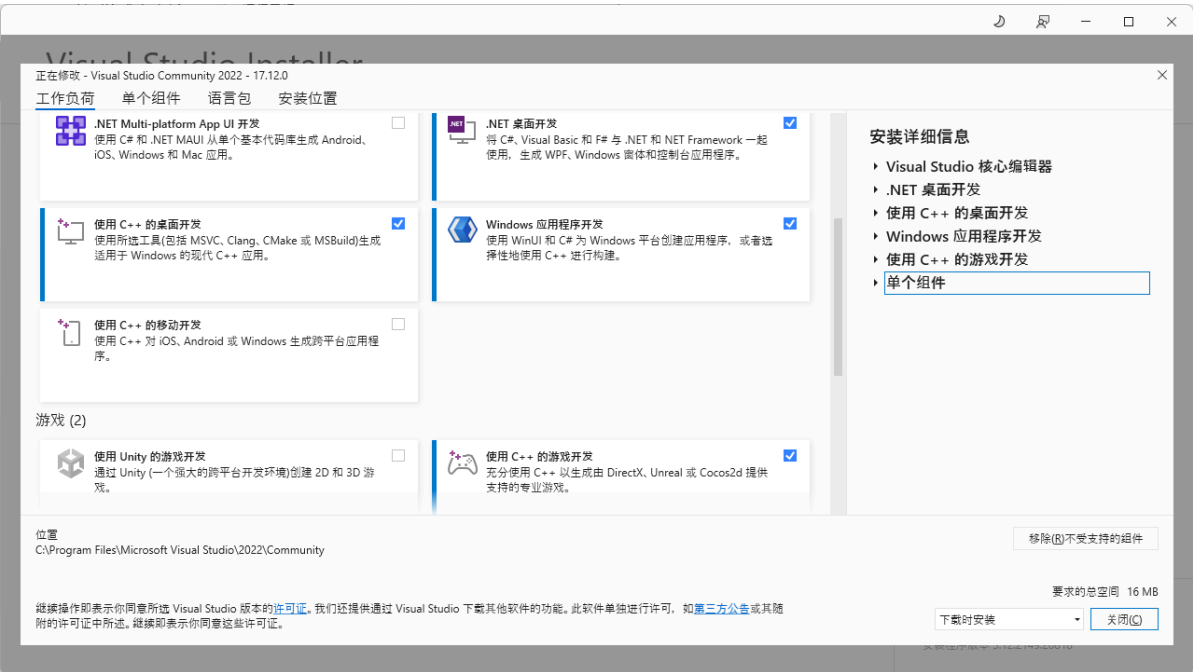 Visual Studio Installer
正在修改 - Visual Studio Community 2022 - 17.12.0
工作负荷 单个组件 语言包 安装位置
.NET Multi-platform App UI 开发
使用 C# 和 .NET MAUI 从单个基本代码库生成 Android、
iOS、Windows 和 Mac 应用。
.NET
.NET 桌面开发
将 C#、Visual Basic 和 F# 与 .NET 和 NET Framework 一起
使用，生成 WPF、Windows 窗体和控制台应用程序。
使用 C++ 的桌面开发
使用所选工具(包括 MSVC、Clang、CMake 或 MSBuild)生成
适用于 Windows 的现代 C++ 应用。
Windows 应用程序开发
使用 WinUI 和 C# 为 Windows 平台创建应用程序，或者选
择性地使用 C++ 进行构建。
使用 C++ 的移动开发
使用 C++ 对 iOS、Android 或 Windows 生成跨平台应用程
序。
游戏 (2)
使用 Unity 的游戏开发
通过 Unity (一个强大的跨平台开发环境)创建 2D 和 3D 游
戏。
使用 C++ 的游戏开发
充分使用 C++ 以生成由 DirectX、Unreal 或 Cocos2d 提供
支持的专业游戏。
安装详细信息
Visual Studio 核心编辑器
.NET 桌面开发
使用 C++ 的桌面开发
Windows 应用程序开发
使用 C++ 的游戏开发
单个组件
位置
C:\Program Files\Microsoft Visual Studio\2022\Community
移除(R)不受支持的组件
要求的总空间 16 MB
继续操作即表示你同意所选 Visual Studio 版本的许可证。我们还提供通过 Visual Studio 下载其他软件的功能。此软件单独进行许可，如第三方公告或其随
附的许可证中所述。继续即表示你同意这些许可证。
下载时安装
关闭(C)